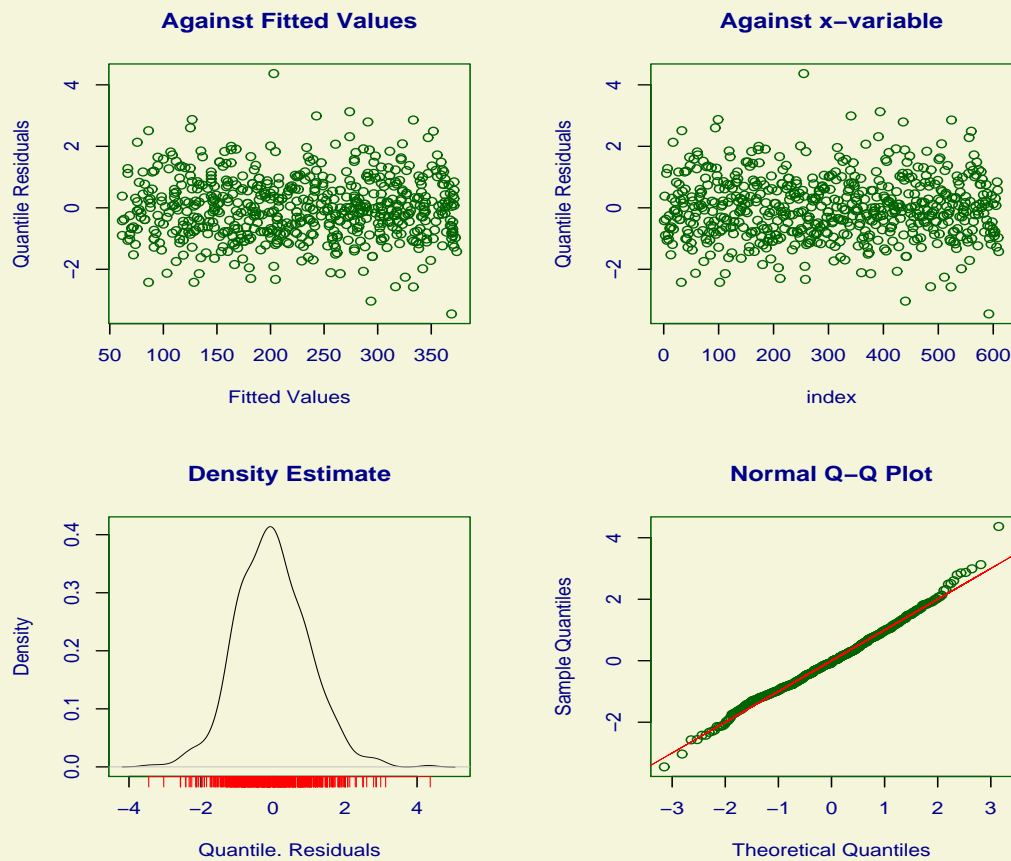 Against Fitted Values
Quantile Residuals
4
2
0
−2
50 100 150 200 250 300 350
Fitted Values
Against x−variable
Quantile Residuals
4
2
0
−2
0 100 200 300 400 500 600
index
Density Estimate
Density
0.4
0.3
0.2
0.1
0.0
−4 −2 0 2 4
Quantile. Residuals
Normal Q−Q Plot
Sample Quantiles
4
2
0
−2
−3 −2 −1 0 1 2 3
Theoretical Quantiles